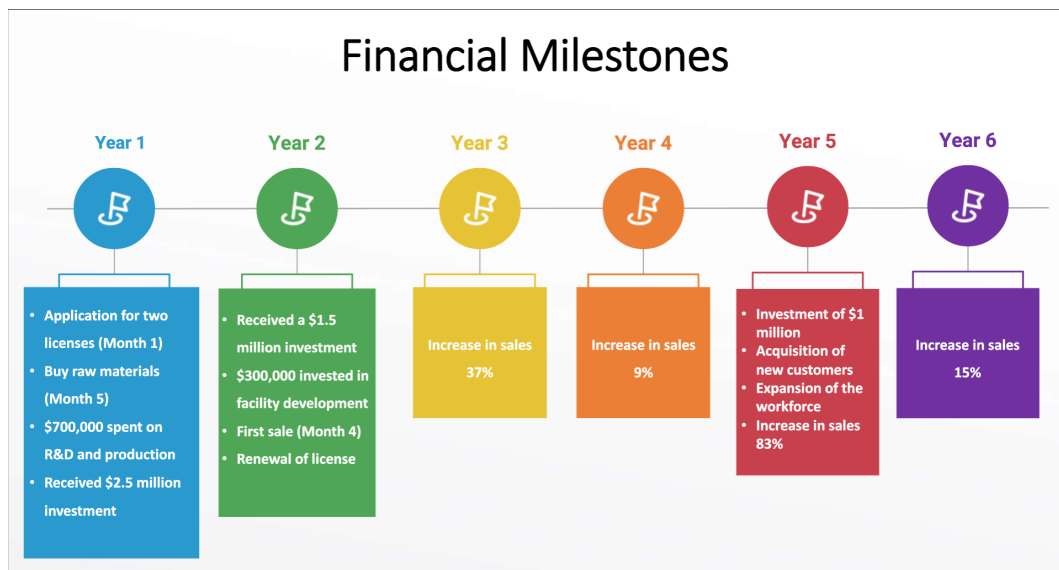 Financial Milestones
Year 1
Year 2
Year 3
Year 4
Year 5
Year 6
• Application for two
licenses (Month 1)
• Buy raw materials
(Month 5)
• $700,000 spent on
R&D and production
• Received $2.5 million
investment
• Received a $1.5
million investment
• $300,000 invested in
facility development
• First sale (Month 4)
• Renewal of license
Increase in sales
37%
Increase in sales
9%
• Investment of $1
million
• Acquisition of
new customers
• Expansion of the
workforce
• Increase in sales
83%
Increase in sales
15%